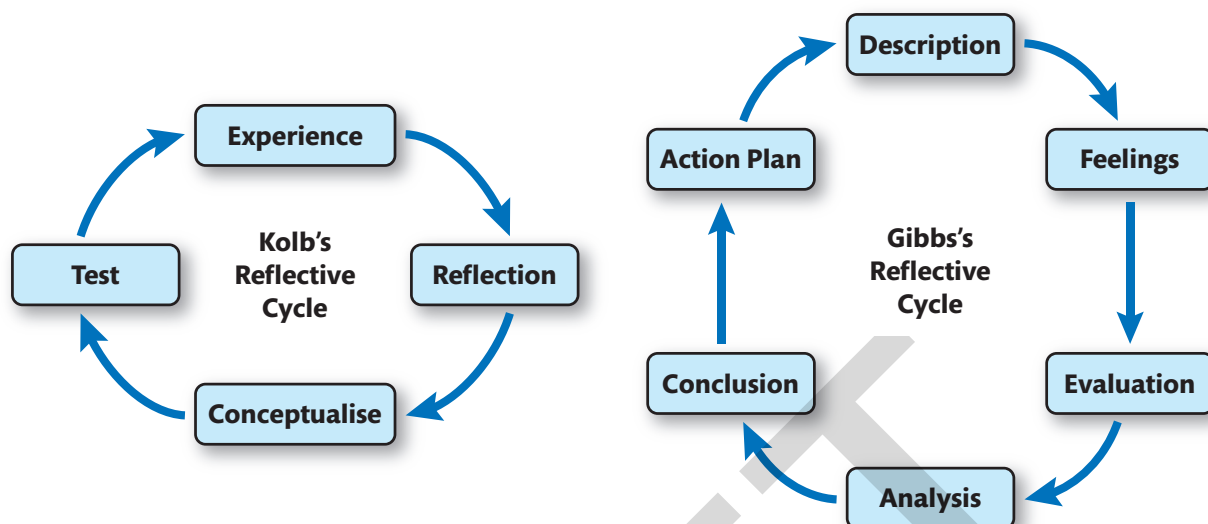 Experience
Reflection
Conceptualise
Test
Kolb's
Reflective
Cycle
Description
Feelings
Evaluation
Analysis
Conclusion
Action Plan
Gibbs's
Reflective
Cycle